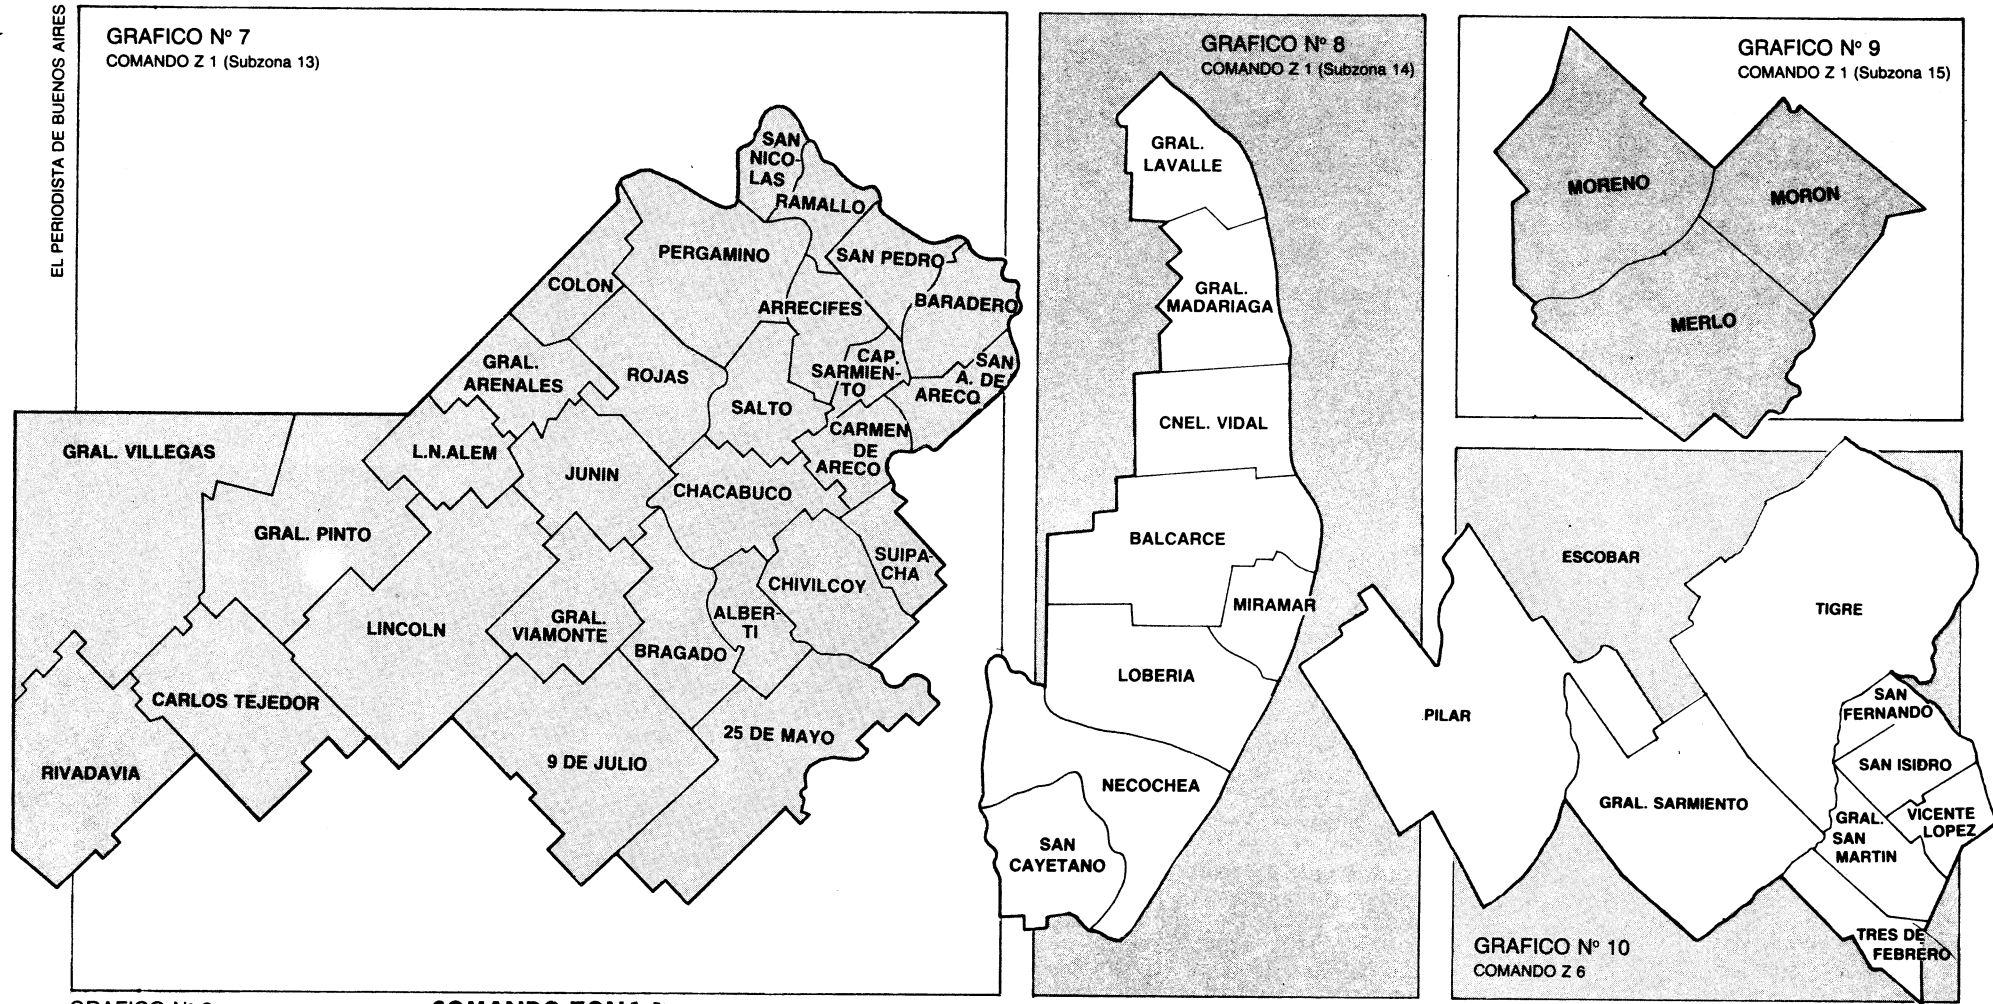 EL PERIODISTA DE BUENOS AIRES
GRAFICO Nº 7
COMANDO Z 1 (Subzona 13)
SAN
NICO-
LAS
RAMALLO
PERGAMINO
SAN PEDRO
COLON
ARRECIFES
BARADERO
GRAL.
ARENALES
ROJAS
CAP.
SARMIEN-
TO
SAN
A. DE
ARECO
SALTO
CARMEN
DE
ARECO
GRAL. VILLEGAS
L.N.ALEM
JUNIN
CHACABUCO
GRAL. PINTO
SUIPA-
CHA
CHIVILCOY
ALBER-
TI
LINCOLN
GRAL.
VIAMONTE
BRAGADO
CARLOS TEJEDOR
25 DE MAYO
RIVADAVIA
9 DE JULIO
GRAFICO Nº 8
COMANDO Z 1 (Subzona 14)
GRAL.
LAVALLE
GRAL.
MADARIAGA
CNEL. VIDAL
BALCARCE
MIRAMAR
LOBERIA
NECOCHEA
SAN
CAYETANO
GRAFICO Nº 9
COMANDO Z 1 (Subzona 15)
MORENO
MORON
MERLO
ESCOBAR
TIGRE
PILAR
SAN
FERNANDO
SAN ISIDRO
GRAL. SARMIENTO
VICENTE
LOPEZ
GRAL.
SAN
MARTIN
TRES DE
FEBRERO
GRAFICO Nº 10
COMANDO Z 6
COMANDO ZONA